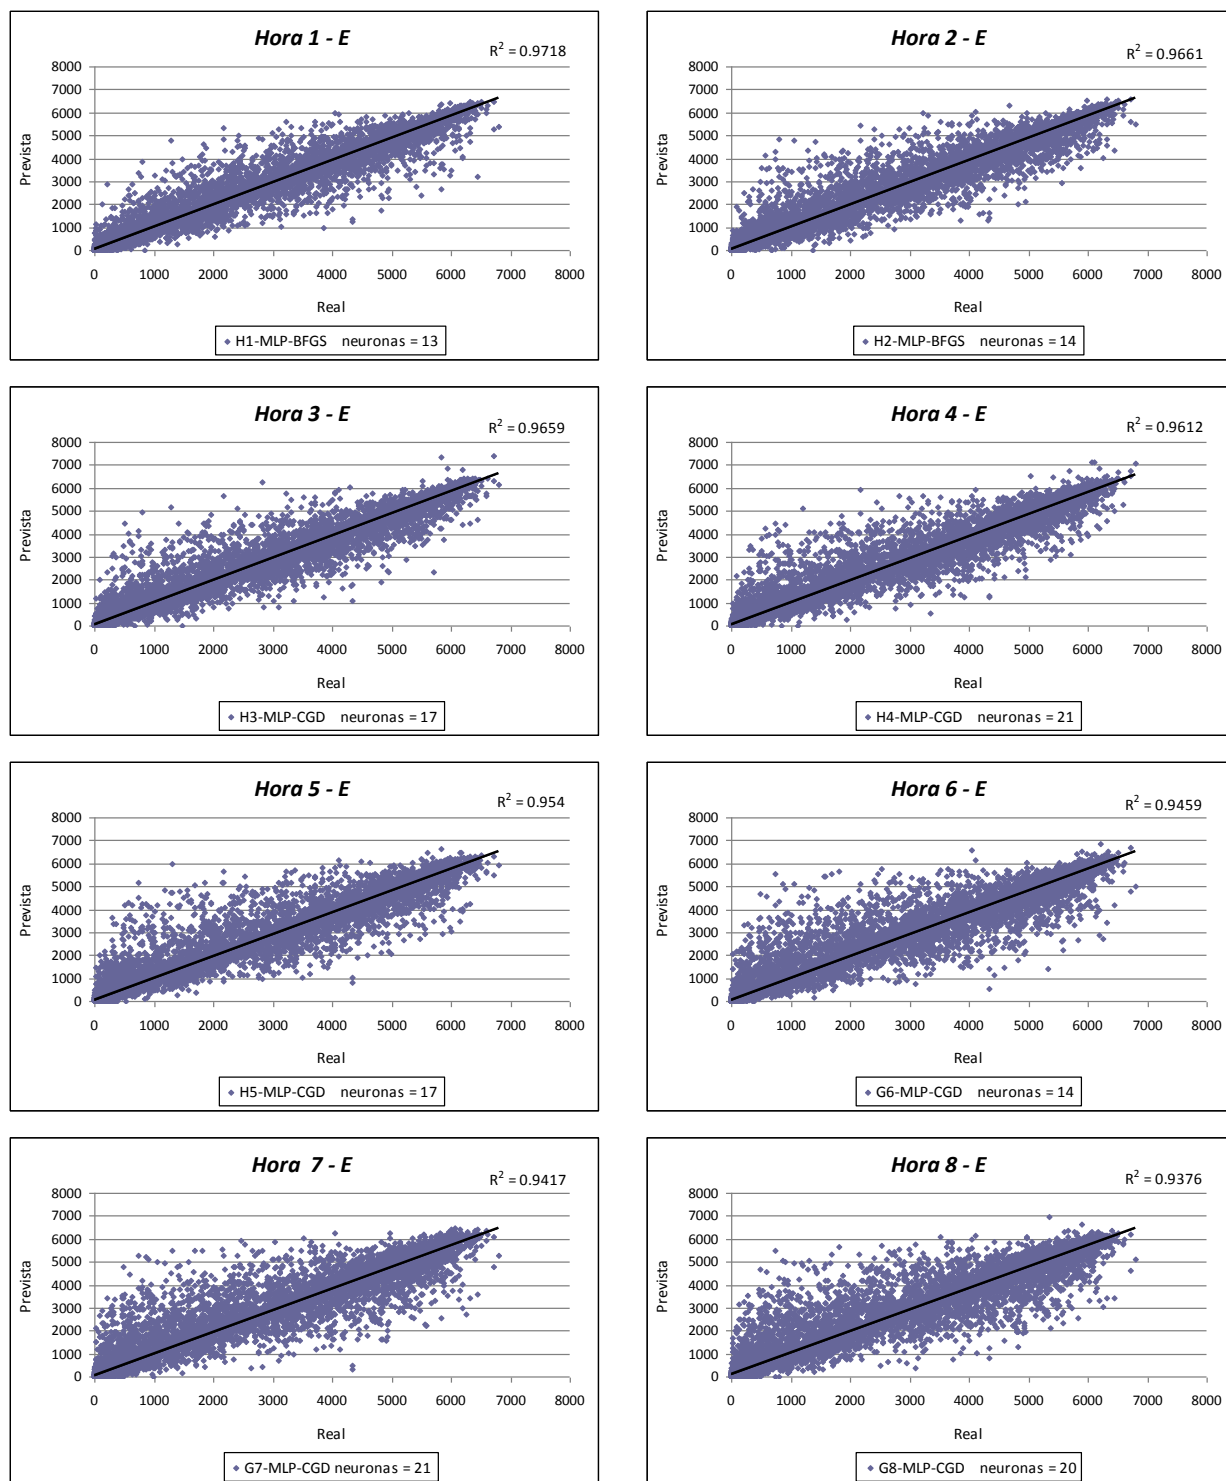 Hora 1 - E
R² = 0.9718
8000
7000
6000
5000
4000
3000
2000
1000
0
Prevista
0 1000 2000 3000 4000 5000 6000 7000 8000
Real
H1-MLP-BFGS neuronas = 13
Hora 2 - E
R² = 0.9661
8000
7000
6000
5000
4000
3000
2000
1000
0
Prevista
0 1000 2000 3000 4000 5000 6000 7000 8000
Real
H2-MLP-BFGS neuronas = 14
Hora 3 - E
R² = 0.9659
8000
7000
6000
5000
4000
3000
2000
1000
0
Prevista
0 1000 2000 3000 4000 5000 6000 7000 8000
Real
H3-MLP-CGD neuronas = 17
Hora 4 - E
R² = 0.9612
8000
7000
6000
5000
4000
3000
2000
1000
0
Prevista
0 1000 2000 3000 4000 5000 6000 7000 8000
Real
H4-MLP-CGD neuronas = 21
Hora 5 - E
R² = 0.954
8000
7000
6000
5000
4000
3000
2000
1000
0
Prevista
0 1000 2000 3000 4000 5000 6000 7000 8000
Real
H5-MLP-CGD neuronas = 17
Hora 6 - E
R² = 0.9459
8000
7000
6000
5000
4000
3000
2000
1000
0
Prevista
0 1000 2000 3000 4000 5000 6000 7000 8000
Real
G6-MLP-CGD neuronas = 14
Hora 7 - E
R² = 0.9417
8000
7000
6000
5000
4000
3000
2000
1000
0
Prevista
0 1000 2000 3000 4000 5000 6000 7000 8000
Real
G7-MLP-CGD neuronas = 21
Hora 8 - E
R² = 0.9376
8000
7000
6000
5000
4000
3000
2000
1000
0
Prevista
0 1000 2000 3000 4000 5000 6000 7000 8000
Real
G8-MLP-CGD neuronas = 20